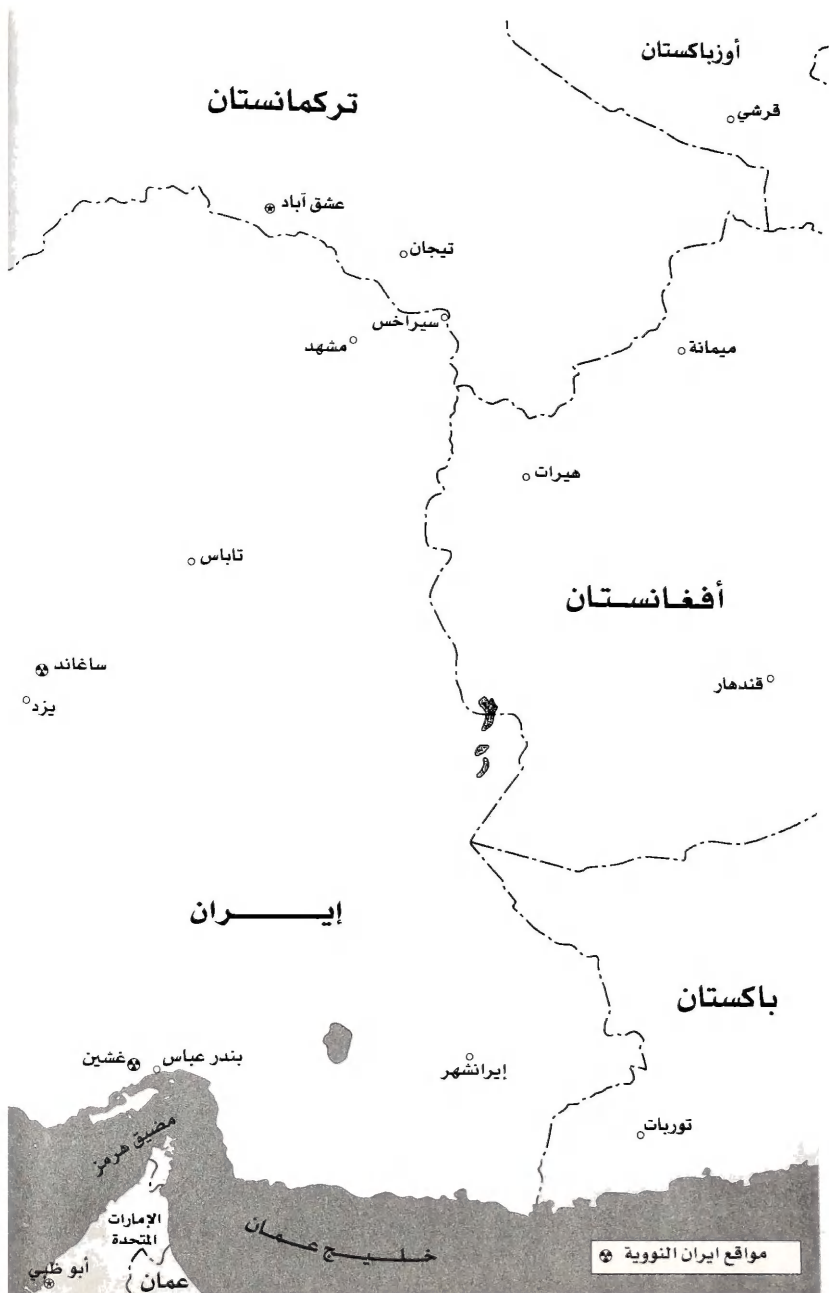 أوزباكستان
تركمانستان
قرشي
عشق آباد
تيجان
سيراخس
مشهد
ميمانة
هيرات
تاباس
أفغانستان
ساغاند
قندهار
يزد
إيران
باكستان
غشين
بندر عباس
إيرانشهر
توربات
مضيق هرمز
الإمارات
المتحدة
خليج عمان
أبو ظبي
عمان
مواقع ايران النووية